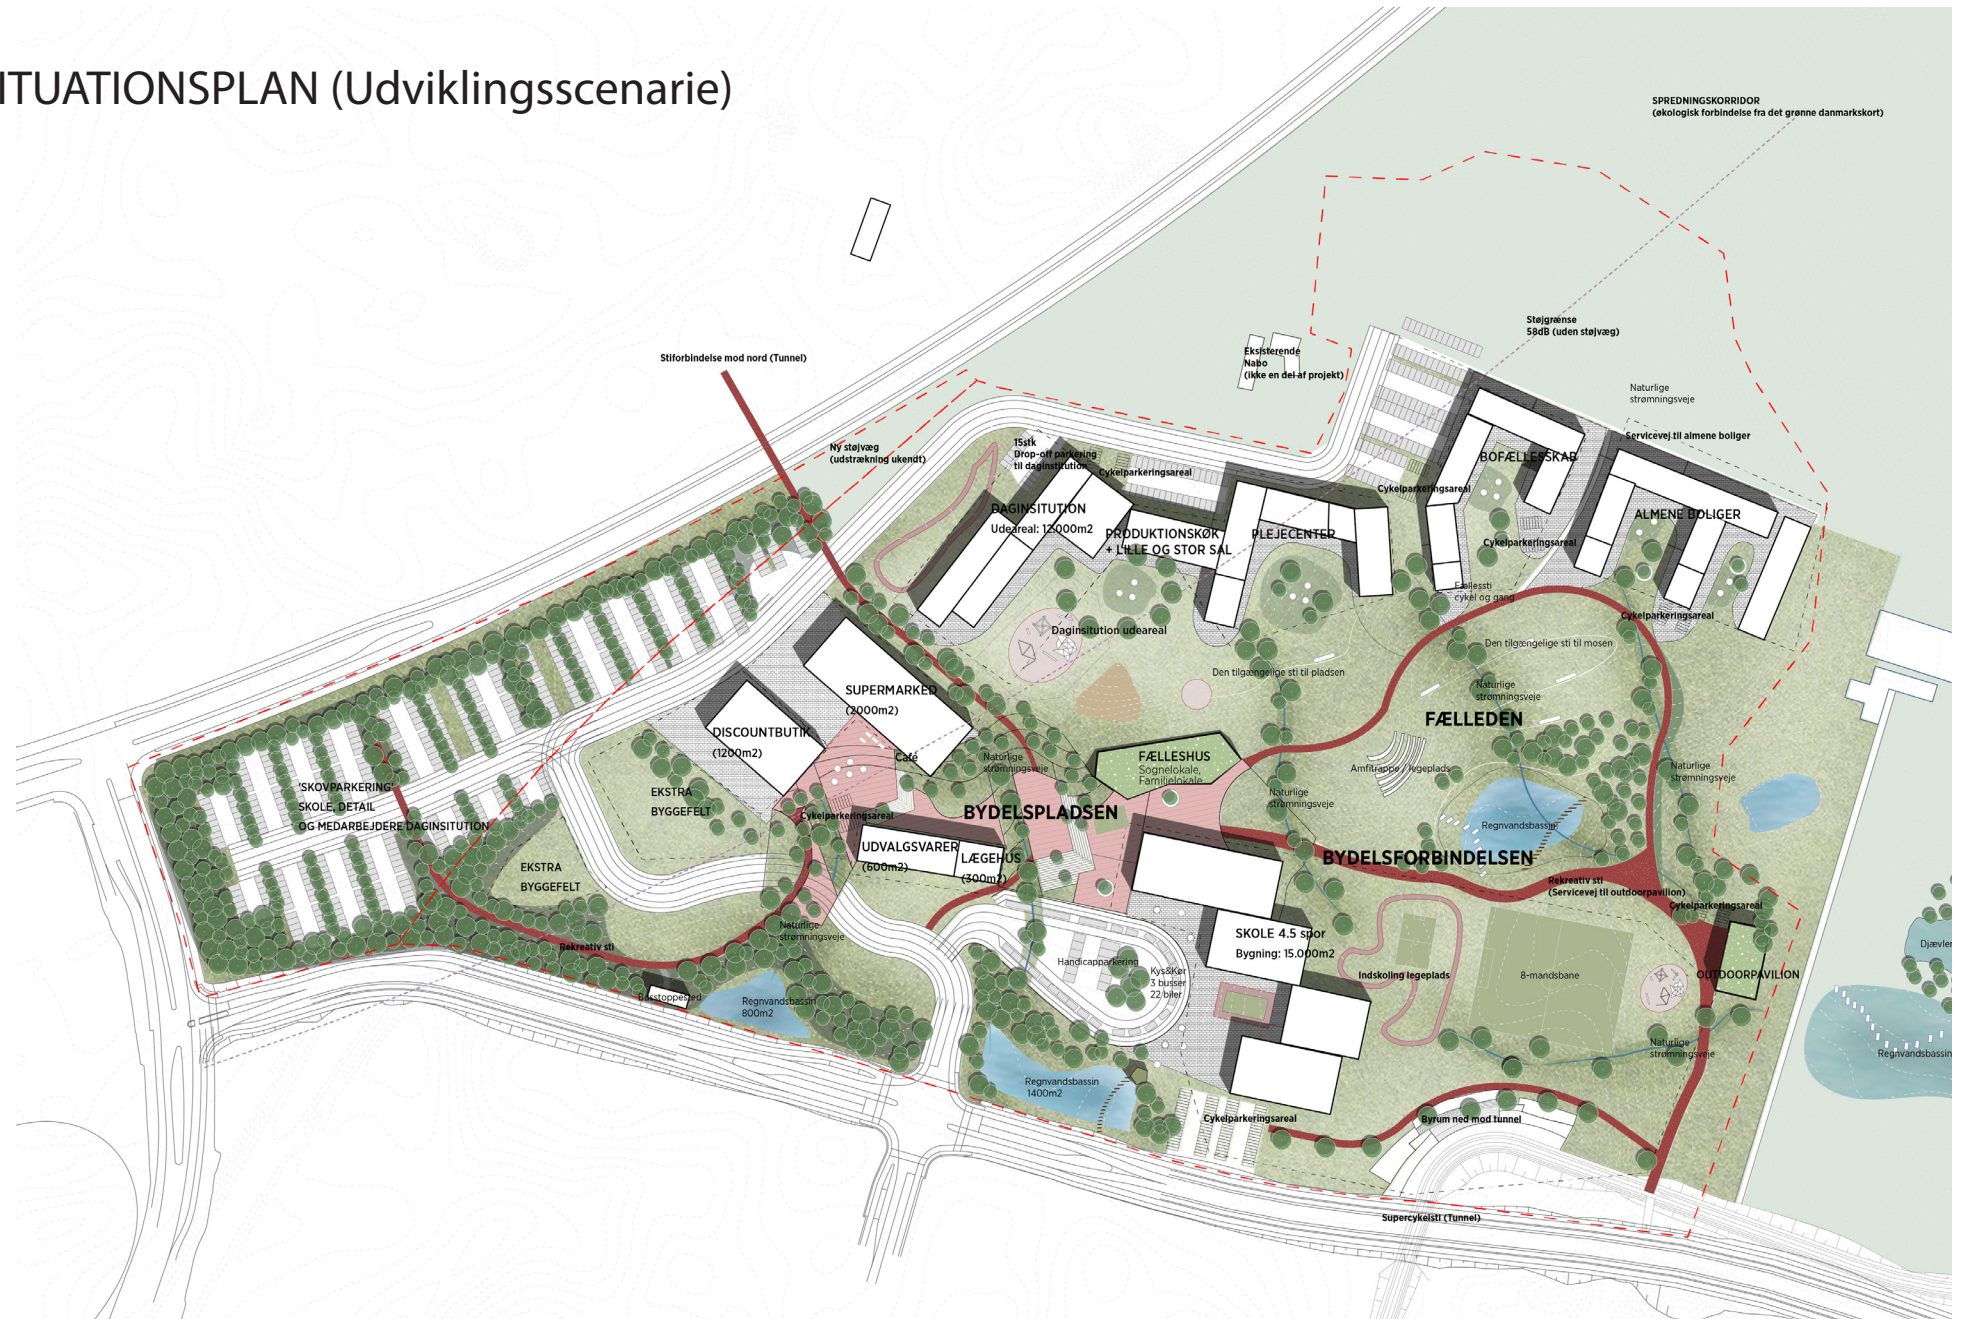 ITUATIONSPLAN (Udviklingsscenarie)
SPREDNINGSKORRIDOR
(økologisk forbindelse fra det grønne danmarkskort)
Støjgrænse
58dB (uden støjvæg)
Eksisterende
Nabo
(ikke en del af projekt)
Stiforbindelse mod nord (Tunnel)
Naturlige
strømningsveje
Ny støjvæg
(udstrækning ukendt)
15stk
Drop-off parkering
til daginstitution
Cykelparkeringsareal
Servicevej til almene boliger
BOFÆLLESSKAB
Cykelparkeringsareal
DAGINSITUTION
Udeareal: 12.000m2
PRODUKTIONSKØK
+ LILLE OG STOR SAL
PLEJECENTER
ALMENE BOLIGER
Cykelparkeringsareal
Fællessti
cykel og gang
Cykelparkeringsareal
Daginsitution udeareal
Den tilgængelige sti til mosen
Den tilgængelige sti til pladsen
Naturlige
strømningsveje
SUPERMARKED
(2000m2)
FÆLLEDEN
DISCOUNTBUTIK
(1200m2)
Café
Naturlige
strømningsveje
FÆLLESHUS
Sognelokale,
Familielokale
Amfitrappe / legeplads
Naturlige
strømningsveje
'SKOVPARKERING'
SKOLE, DETAIL
OG MEDARBEJDERE DAGINSITUTION
EKSTRA
BYGGEFELT
Naturlige
strømningsveje
Cykelparkeringsareal
BYDELSPLADSEN
Regnvandsbassin
UDVALGSVARER
(600m2)
LÆGEHUS
(300m2)
BYDELSFORBINDELSEN
EKSTRA
BYGGEFELT
Rekreativ sti
(Servicevej til outdoorpavilion)
Cykelparkeringsareal
Naturlige
strømningsveje
SKOLE 4.5 spor
Bygning: 15.000m2
Rekreativ sti
Handicapparkering
Kys&Kør
3 busser
22 biler
Indskoling legeplads
8-mandsbane
OUTDOORPAVILION
Djævler
Busstoppested
Regnvandsbassin
800m2
Naturlige
strømningsveje
Regnvandsbassin
Regnvandsbassin
1400m2
Cykelparkeringsareal
Byrum ned mod tunnel
Supercykelsti (Tunnel)